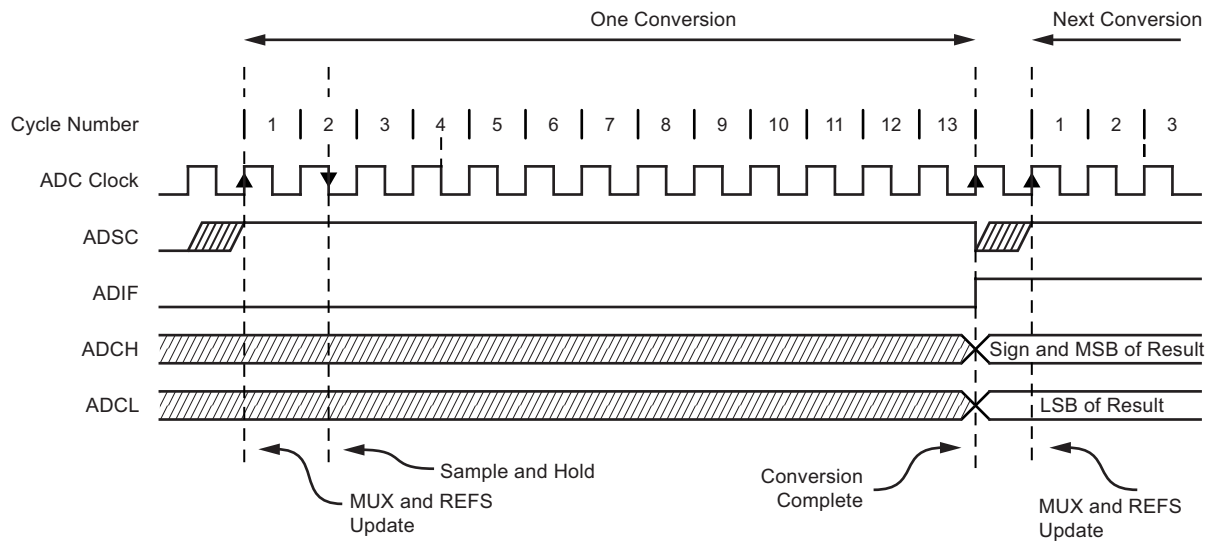 One Conversion
Next Conversion
Cycle Number
1 2 3 4 5 6 7 8 9 10 11 12 13 1 2 3
ADC Clock
ADSC
ADIF
ADCH
Sign and MSB of Result
ADCL
LSB of Result
Sample and Hold
MUX and REFS
Update
Conversion
Complete
MUX and REFS
Update